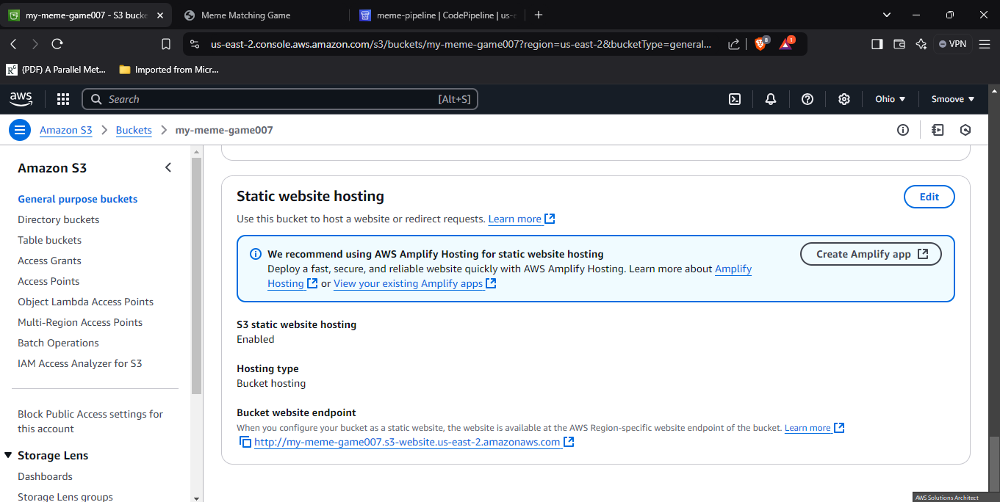 my-meme-game007 - S3 bucke
Meme Matching Game
meme-pipeline | CodePipeline | us-e
us-east-2.console.aws.amazon.com/s3/buckets/my-meme-game007?region=us-east-2&bucketType=general...
8
1
VPN
R⁶ (PDF) A Parallel Met...
Imported from Micr...
aws
Search
[Alt+S]
Ohio
Smoove
Amazon S3
Buckets
my-meme-game007
Amazon S3
General purpose buckets
Directory buckets
Table buckets
Access Grants
Access Points
Object Lambda Access Points
Multi-Region Access Points
Batch Operations
IAM Access Analyzer for S3
Block Public Access settings for
this account
Storage Lens
Dashboards
Storage Lens groups
Static website hosting
Edit
Use this bucket to host a website or redirect requests. Learn more
We recommend using AWS Amplify Hosting for static website hosting
Create Amplify app
Deploy a fast, secure, and reliable website quickly with AWS Amplify Hosting. Learn more about Amplify
Hosting or View your existing Amplify apps
S3 static website hosting
Enabled
Hosting type
Bucket hosting
Bucket website endpoint
When you configure your bucket as a static website, the website is available at the AWS Region-specific website endpoint of the bucket. Learn more
http://my-meme-game007.s3-website.us-east-2.amazonaws.com
AWS Solutions Architect